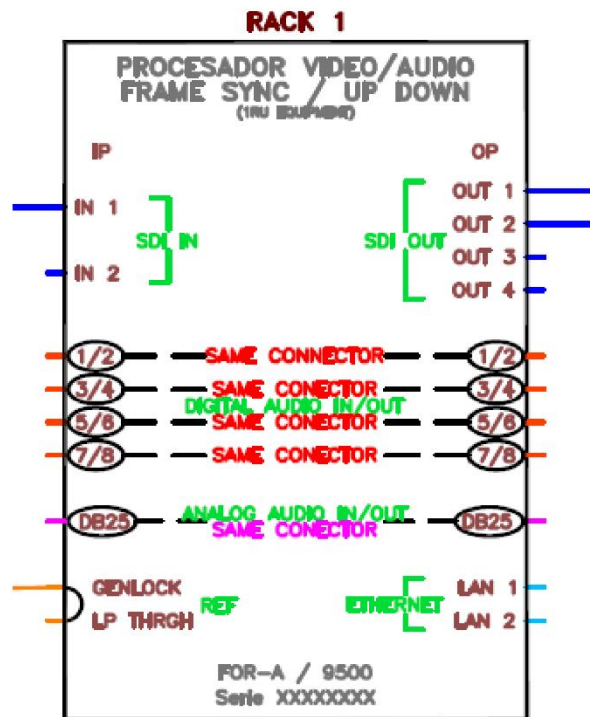 RACK 1
PROCESADOR VIDEO/AUDIO
FRAME SYNC / UP DOWN
(1RU EQUIPMENT)
IP OP
IN 1 OUT 1
SDI IN SDI OUT OUT 2
IN 2 OUT 3
OUT 4
1/2 SAME CONNECTOR 1/2
3/4 SAME CONECTOR 3/4
DIGITAL AUDIO IN/OUT
5/6 SAME CONECTOR 5/6
7/8 SAME CONECTOR 7/8
ANALOG AUDIO IN/OUT
DB25 SAME CONECTOR DB25
GENLOCK LAN 1
REF ETHERNET
LP THRGH LAN 2
FOR-A / 9500
Serie XXXXXXXX